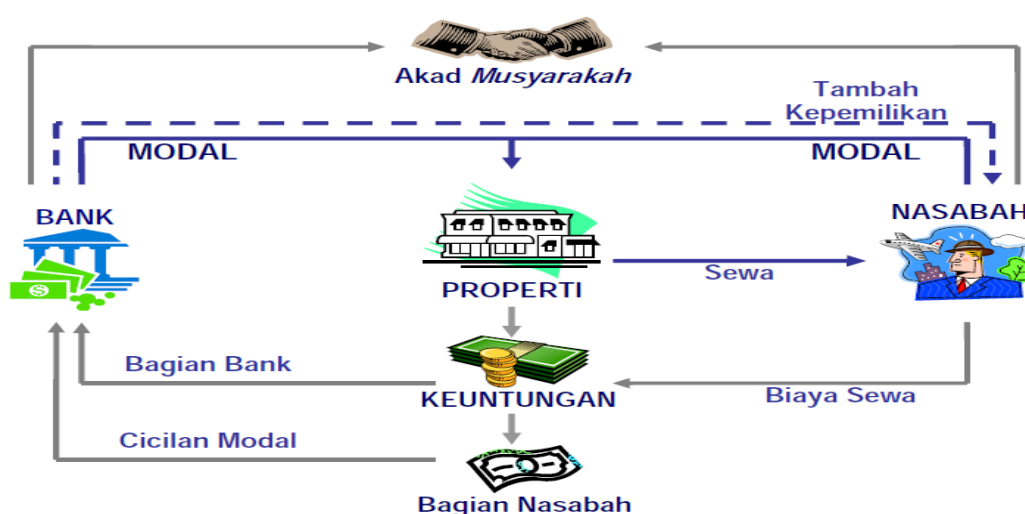 Akad Musyarakah
Tambah
Kepemilikan
MODAL
MODAL
BANK
NASABAH
Sewa
PROPERTI
Bagian Bank
KEUNTUNGAN
Biaya Sewa
Cicilan Modal
Bagian Nasabah